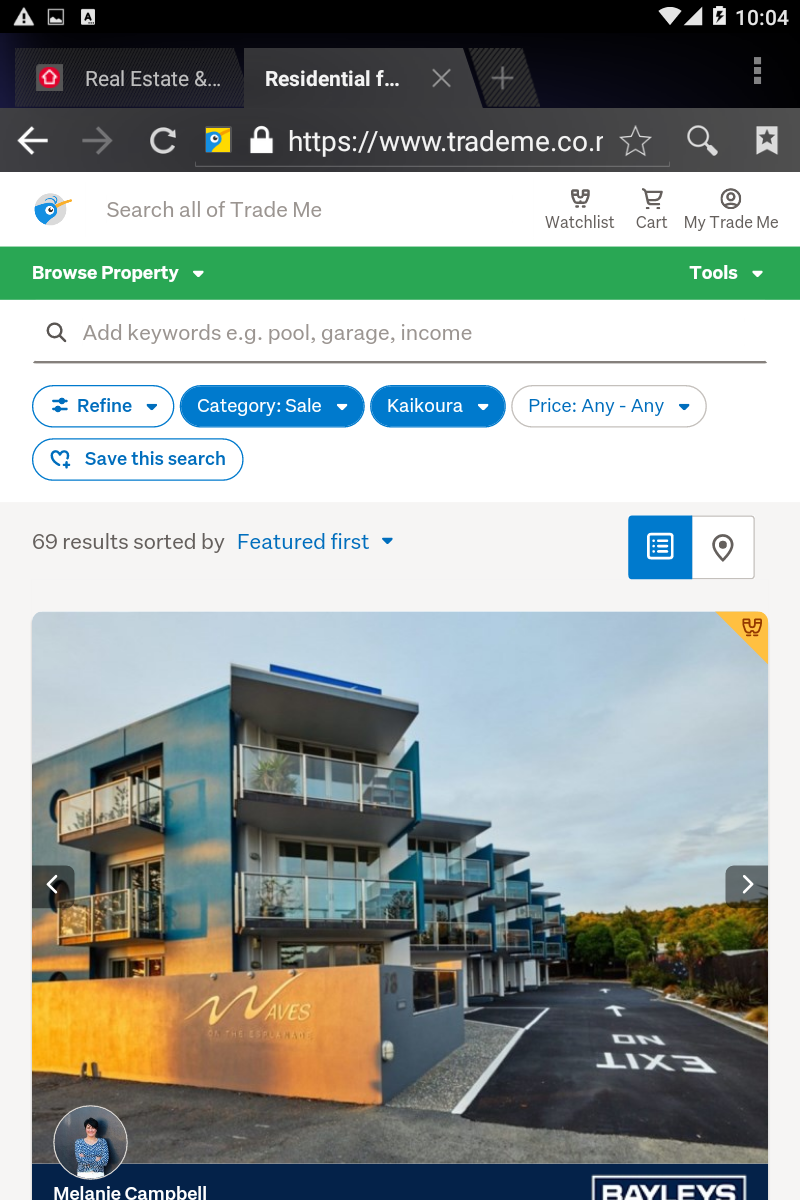 10:04
Real Estate &...
Residential f...
https://www.trademe.co.r
Search all of Trade Me
Watchlist
Cart
My Trade Me
Browse Property
Tools
Add keywords e.g. pool, garage, income
Refine
Category: Sale
Kaikoura
Price: Any - Any
Save this search
69 results sorted by Featured first
18
WAVES
ON THE ESPLANADE
NO
EXIT
Melanie Campbell
BAYLEYS